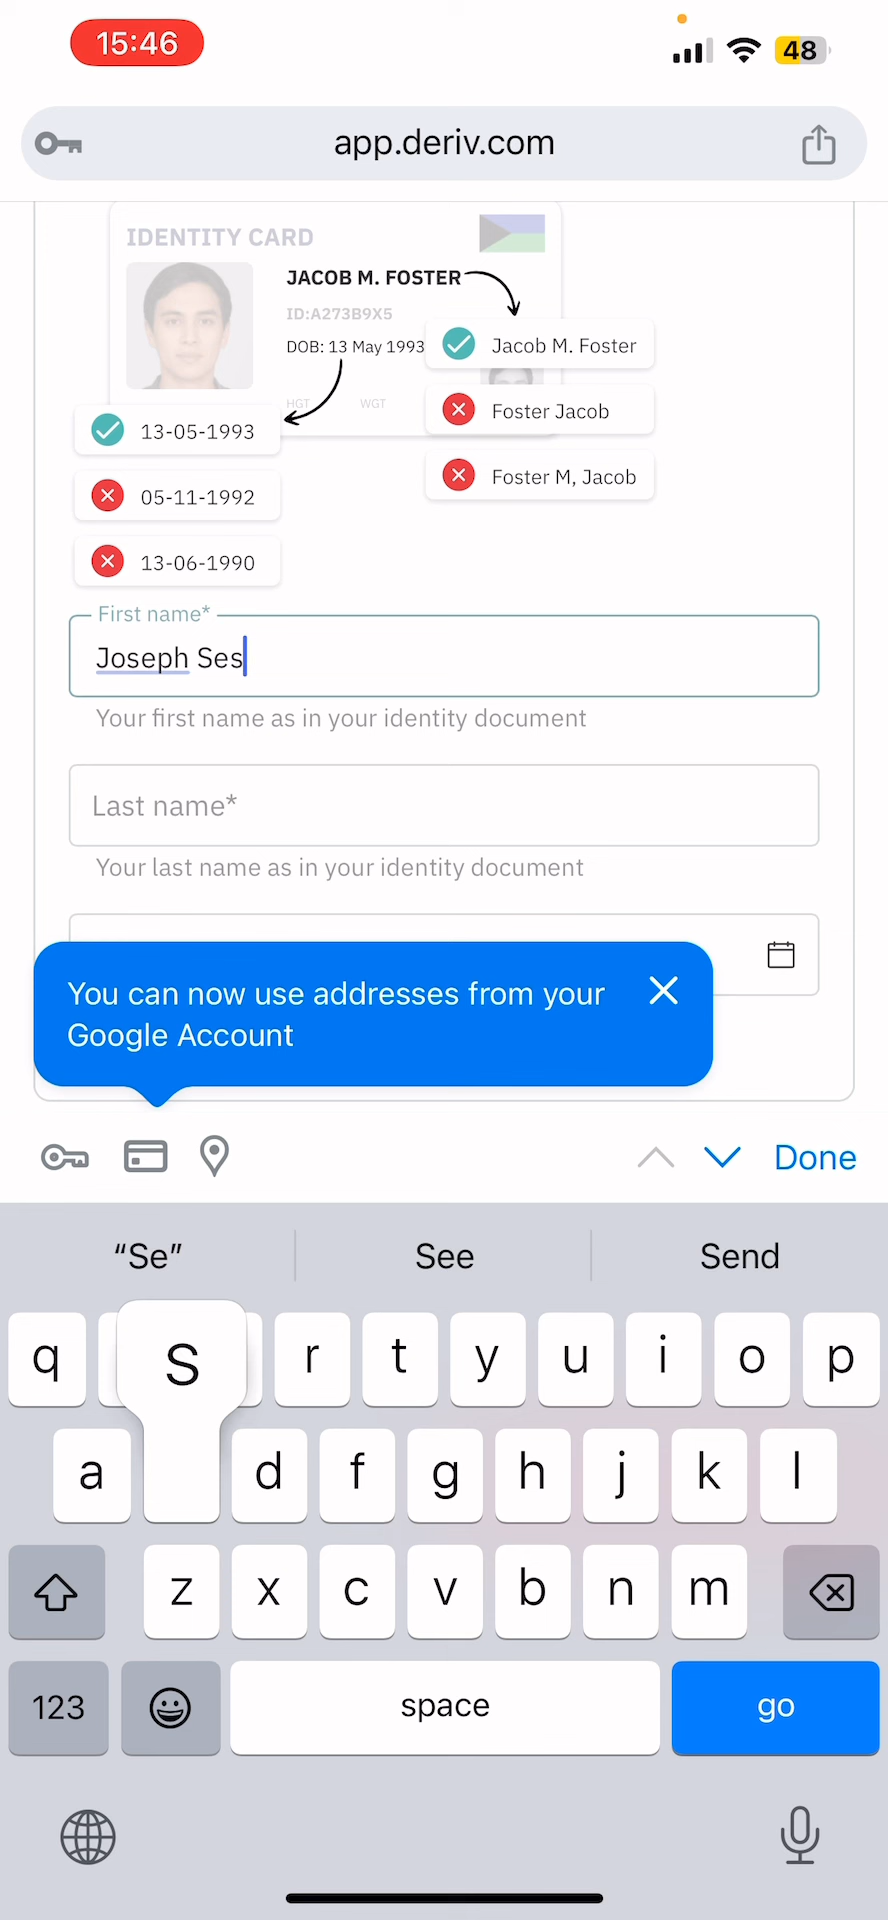 15:46
48
app.deriv.com
IDENTITY CARD
JACOB M. FOSTER
ID:A273B9X5
DOB: 13 May 1993
Jacob M. Foster
HGT
WGT
Foster Jacob
13-05-1993
Foster M, Jacob
05-11-1992
13-06-1990
First name*
Joseph Ses
Your first name as in your identity document
Last name*
Your last name as in your identity document
You can now use addresses from your
Google Account
Done
“Se” See Send
q S r t y u i o p
a d f g h j k l
z x c v b n m
123 space go